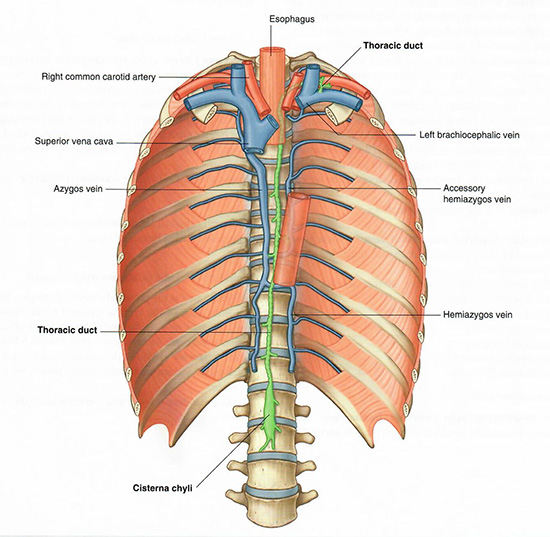 Esophagus
Thoracic duct
Right common carotid artery
Left brachiocephalic vein
Superior vena cava
Azygos vein
Accessory
hemiazygos vein
Hemiazygos vein
Thoracic duct
Cisterna chyli